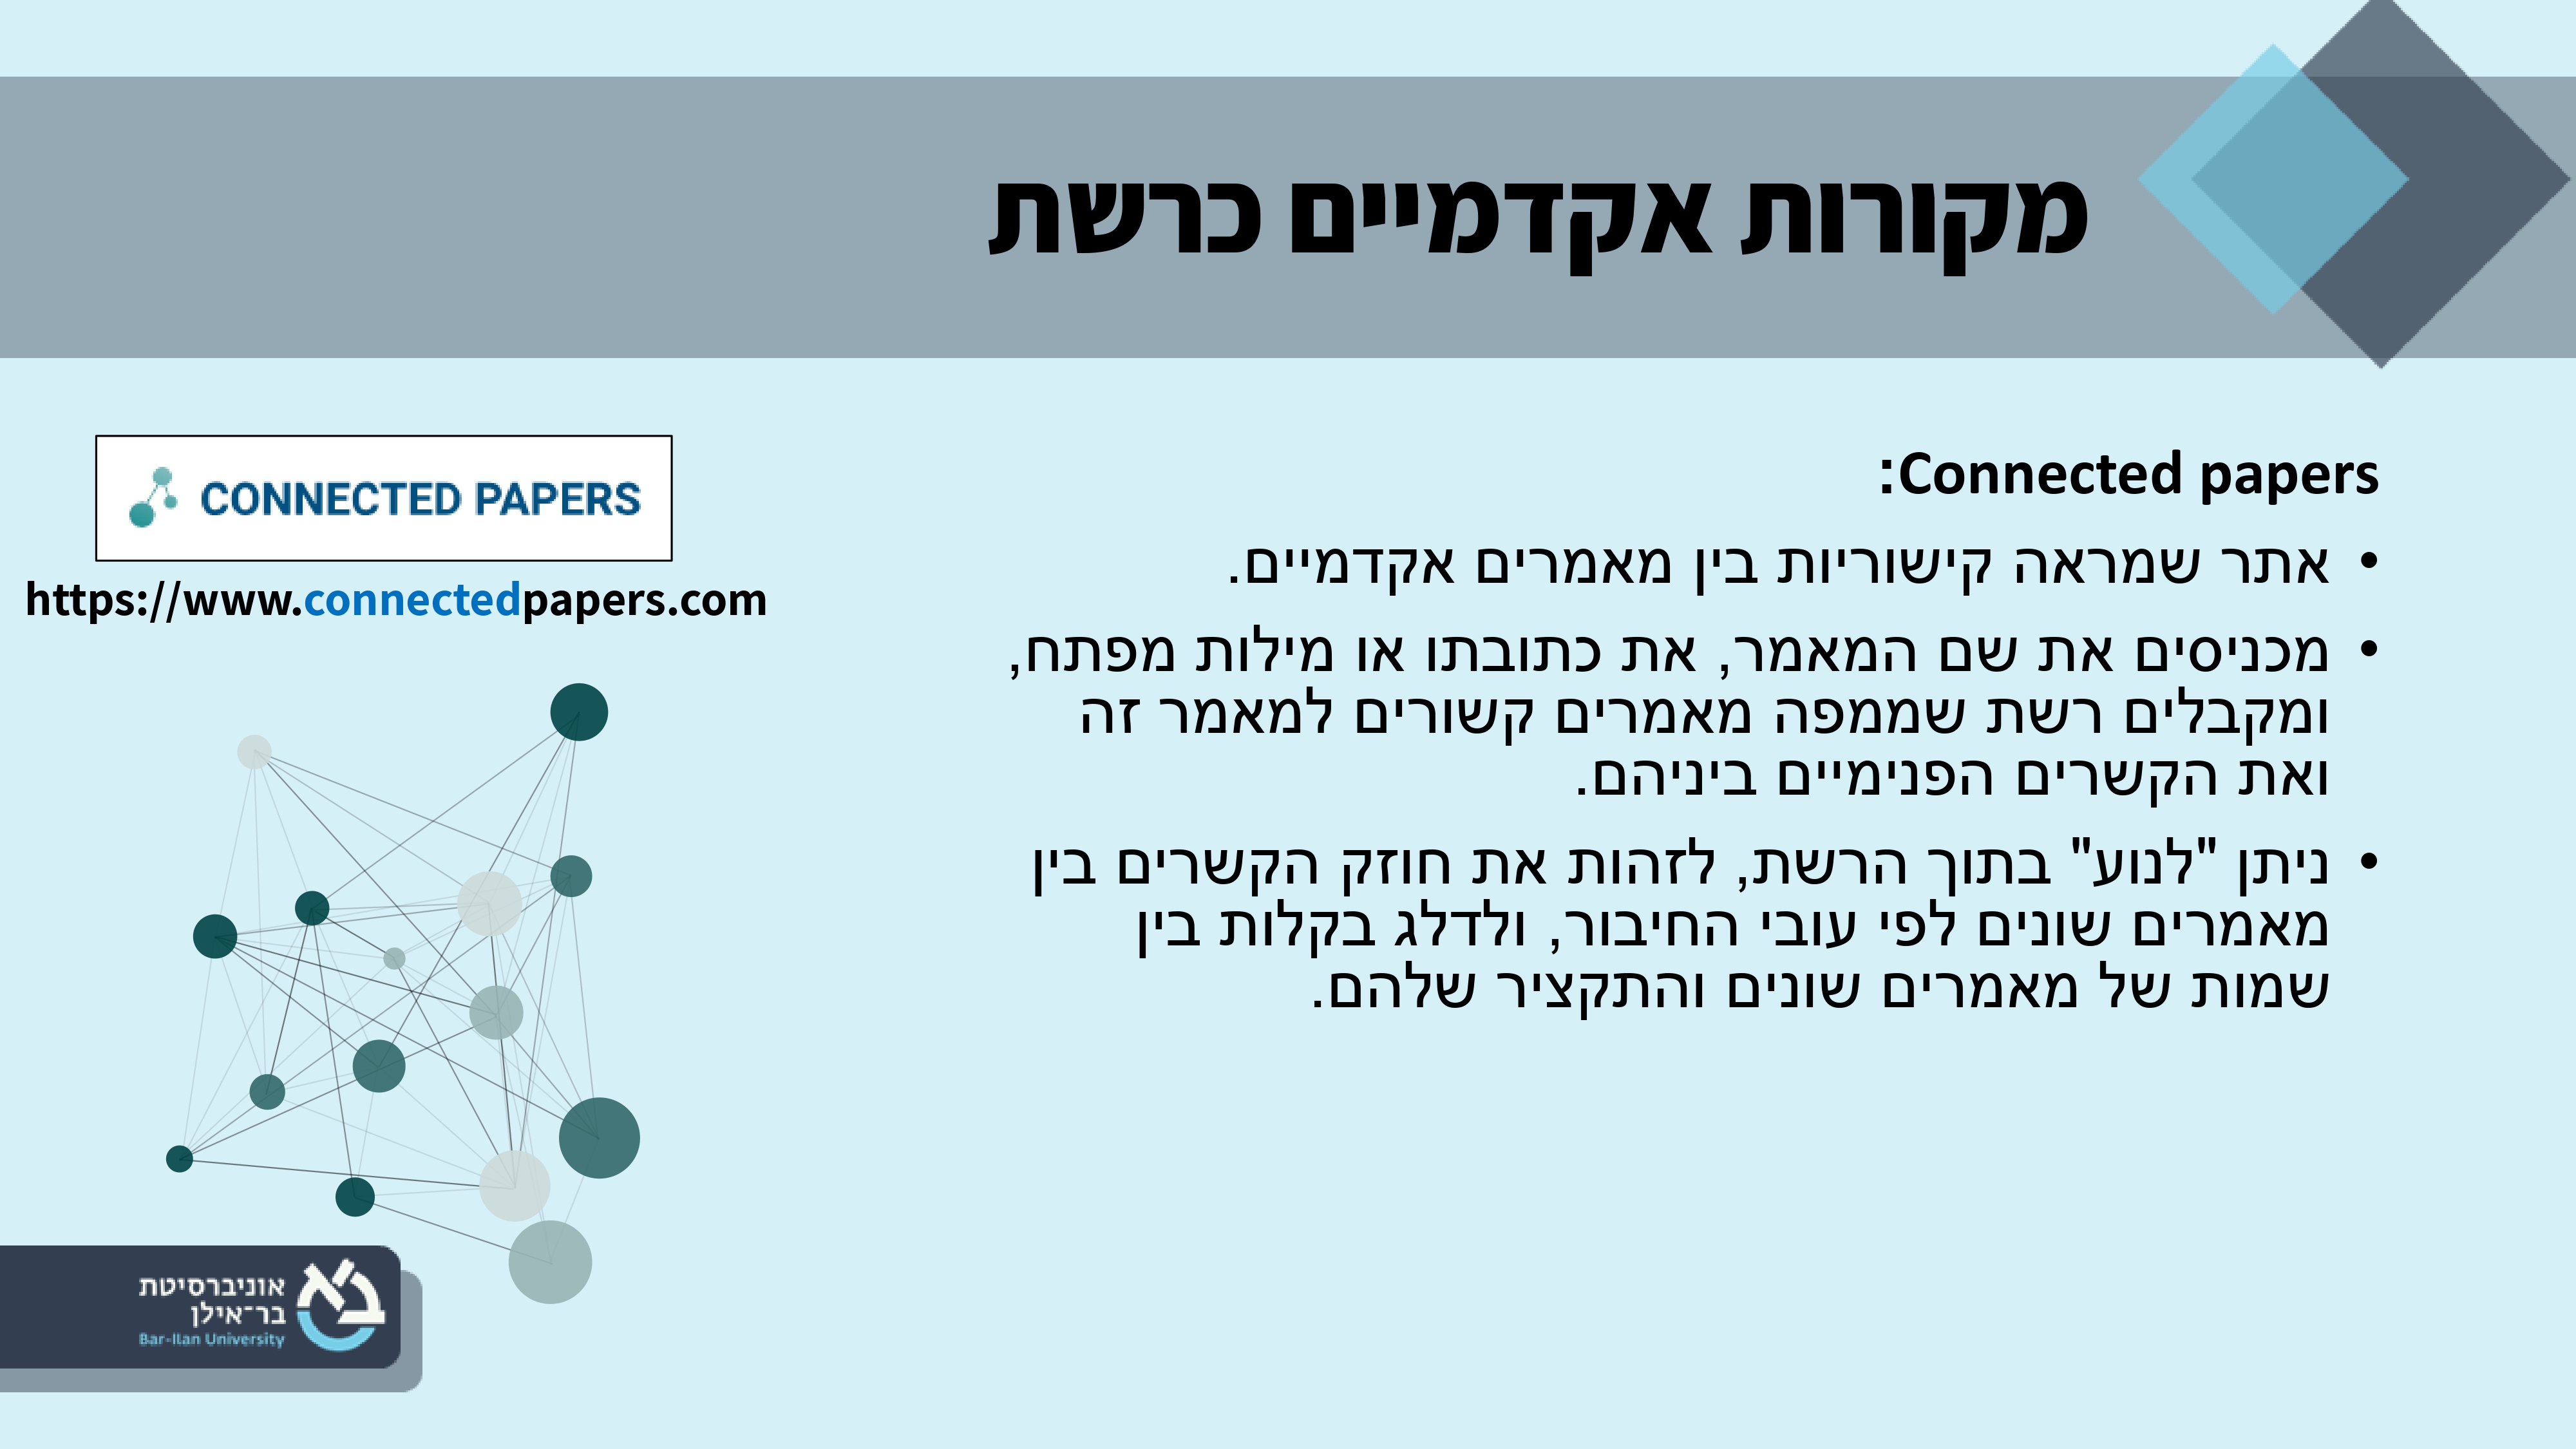 מקורות אקדמיים כרשת
Connected papers:
• אתר שמראה קישוריות בין מאמרים אקדמיים.
• מכניסים את שם המאמר, את כתובתו או מילות מפתח,
ומקבלים רשת שממפה מאמרים קשורים למאמר זה
ואת הקשרים הפנימיים ביניהם.
• ניתן "לנוע" בתוך הרשת, לזהות את חוזק הקשרים בין
מאמרים שונים לפי עובי החיבור, ולדלג בקלות בין
שמות של מאמרים שונים והתקציר שלהם.
CONNECTED PAPERS
https://www.connectedpapers.com
אוניברסיטת
בר־אילן
Bar-Ilan University